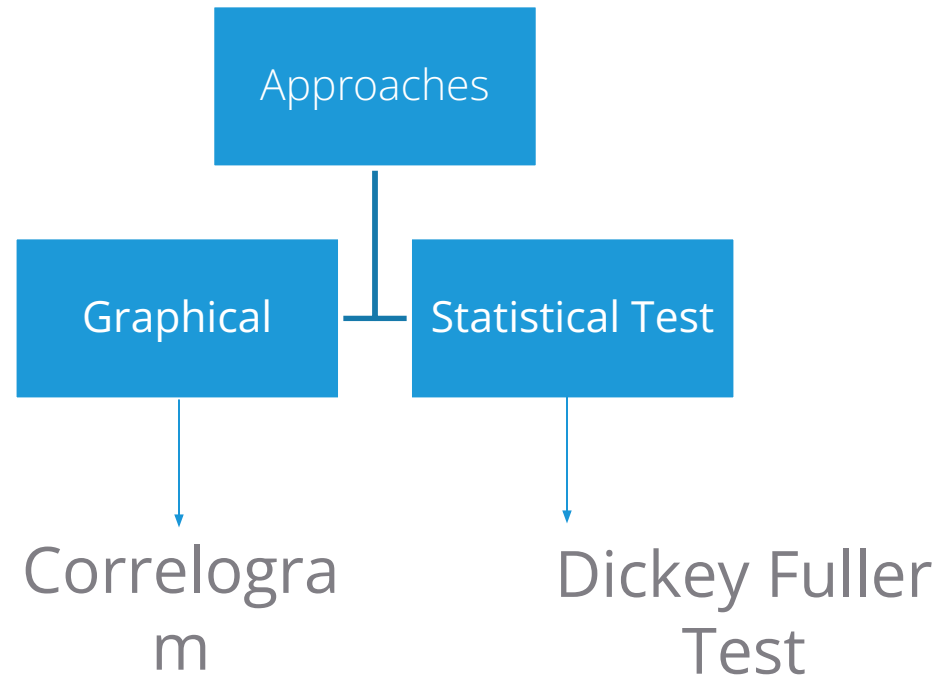 Approaches
Graphical
Statistical Test
Correlogra
m
Dickey Fuller
Test